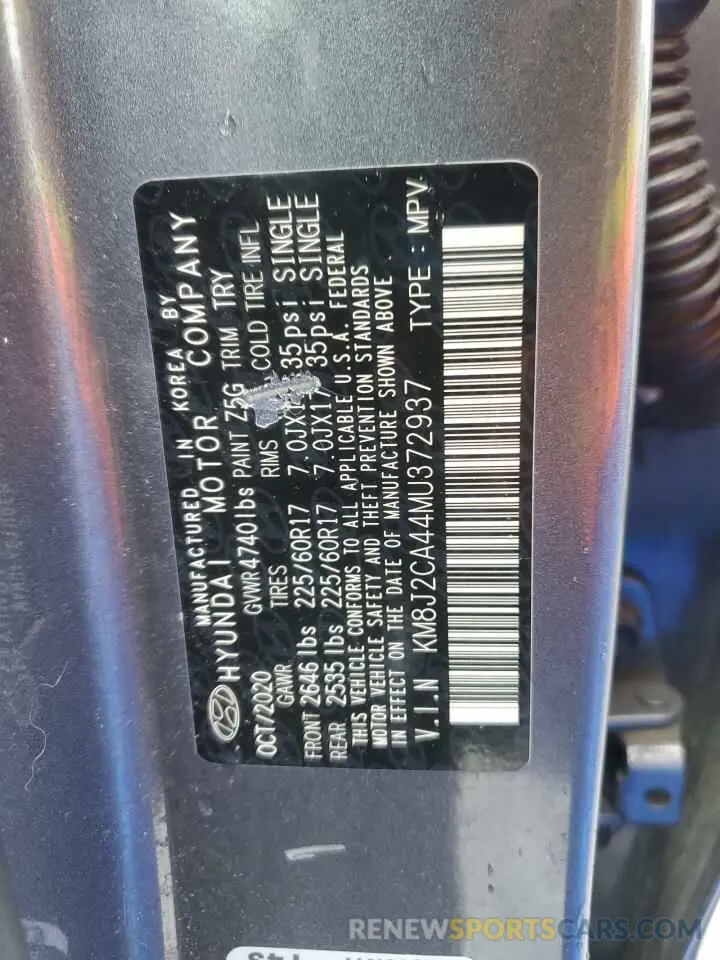 MANUFACTURED IN KOREA BY
HYUNDAI MOTOR COMPANY
OCT/2020 GVWR 4740lbs PAINT Z5G TRIM TRY
GAWR TIRES RIMS COLD TIRE INFL
FRONT 2646 lbs 225/60R17 7.0JX17 35psi SINGLE
REAR 2535 lbs 225/60R17 7.0JX17 35psi SINGLE
THIS VEHICLE CONFORMS TO ALL APPLICABLE U.S.A. FEDERAL
MOTOR VEHICLE SAFETY AND THEFT PREVENTION STANDARDS
IN EFFECT ON THE DATE OF MANUFACTURE SHOWN ABOVE
V.I.N KM8J2CA44MU372937 TYPE : MPV
RENEWSPORTSCARS.COM